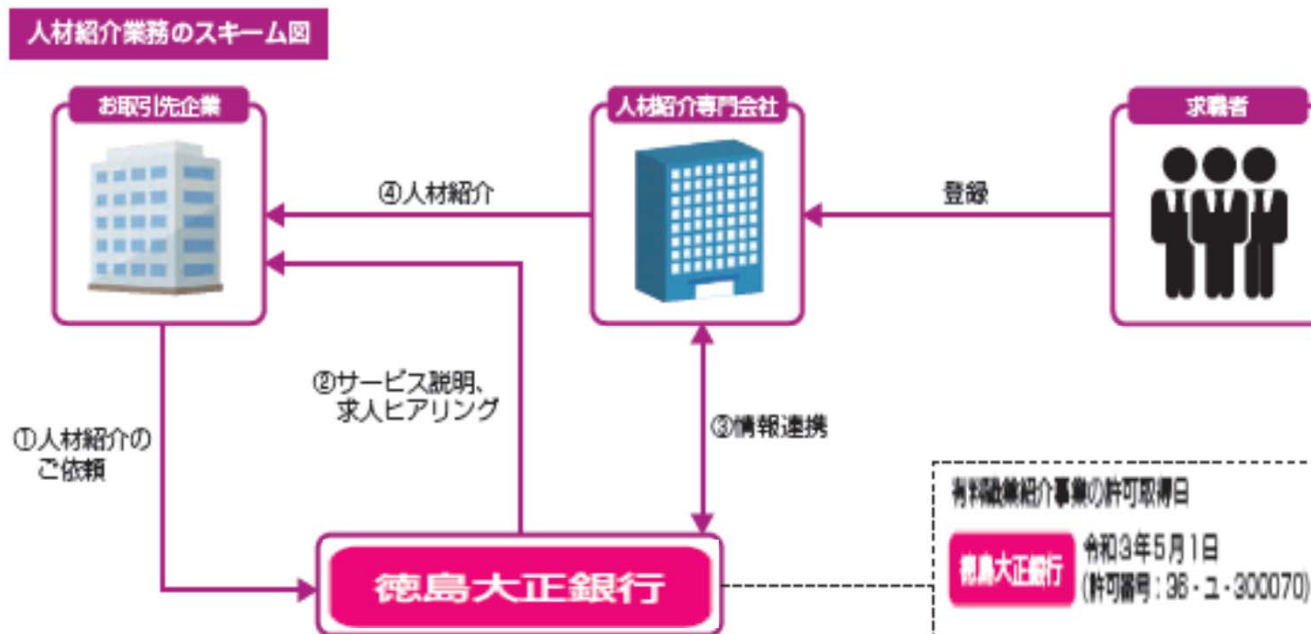 人材紹介業務のスキーム図
お取引先企業
人材紹介専門会社
求職者
④人材紹介
登録
②サービス説明、
求人ヒアリング
①人材紹介の
ご依頼
③情報連携
有料職業紹介事業の許可取得日
徳島大正銀行
徳島大正銀行
令和3年5月1日
(許可番号：36-ユ-300070)